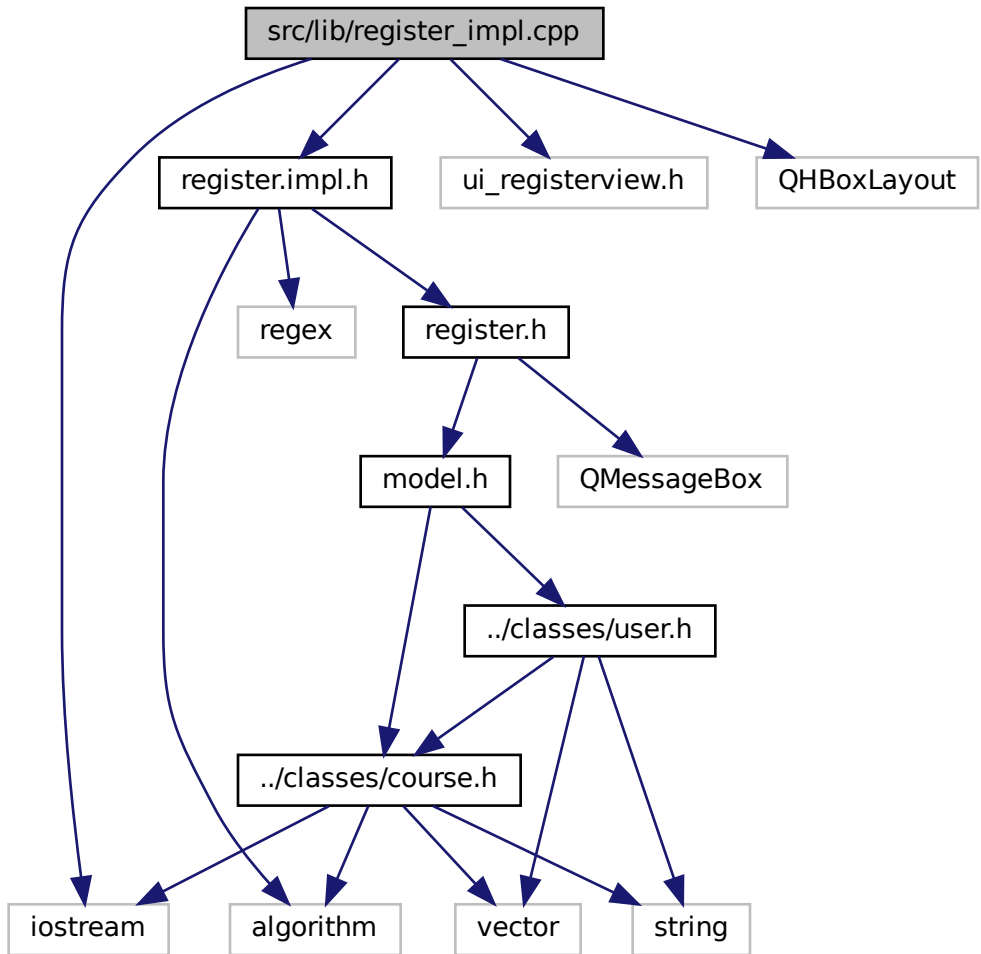 src/lib/register_impl.cpp
register.impl.h
ui_registerview.h
QHBoxLayout
regex
register.h
model.h
QMessageBox
../classes/user.h
../classes/course.h
iostream
algorithm
vector
string